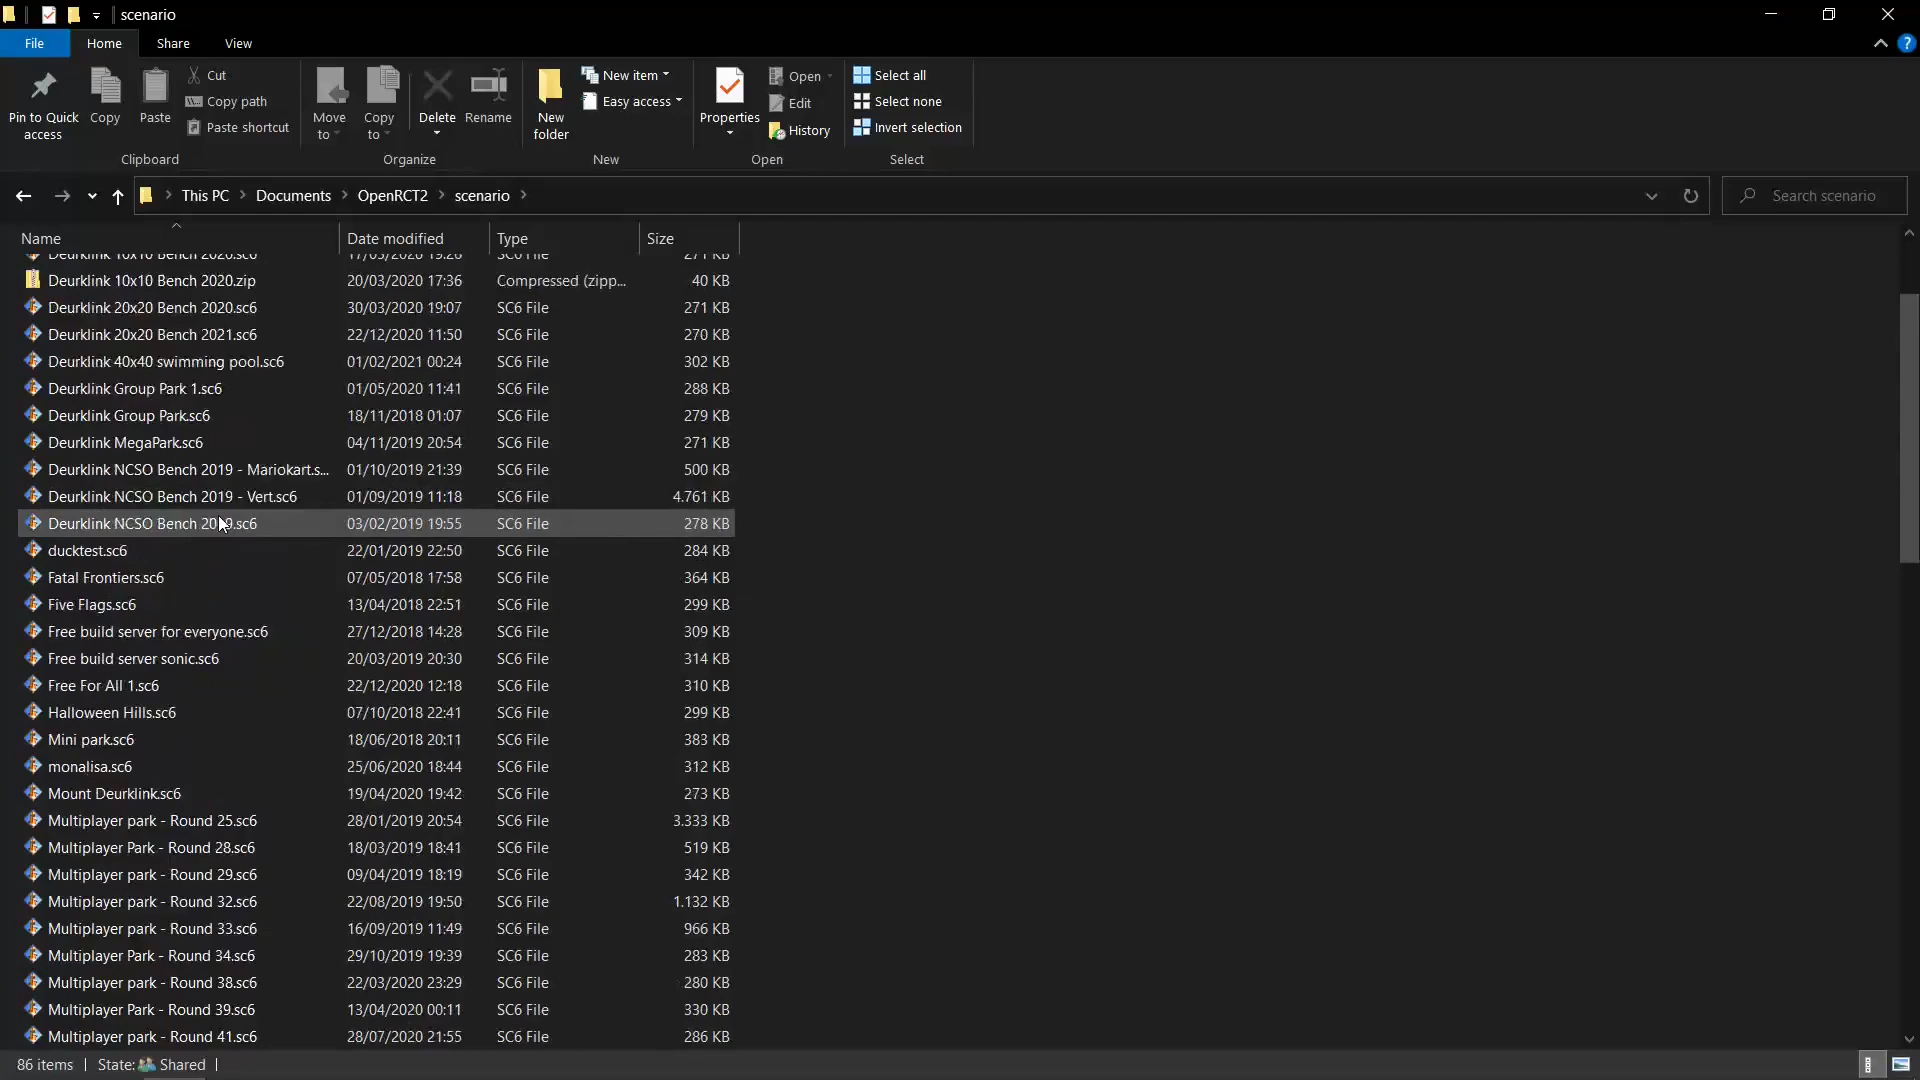 scenario
File Home Share View
Pin to Quick access
Copy
Paste
Cut
Copy path
Paste shortcut
Clipboard
Move to
Copy to
Delete
Rename
Organize
New folder
New item
Easy access
New
Properties
Open
Edit
History
Open
Select all
Select none
Invert selection
Select
This PC Documents OpenRCT2 scenario
Search scenario
Name Date modified Type Size
Deurklink 10x10 Bench 2020.sc6 17/03/2020 19:26 SC6 File 271 KB
Deurklink 10x10 Bench 2020.zip 20/03/2020 17:36 Compressed (zipp... 40 KB
Deurklink 20x20 Bench 2020.sc6 30/03/2020 19:07 SC6 File 271 KB
Deurklink 20x20 Bench 2021.sc6 22/12/2020 11:50 SC6 File 270 KB
Deurklink 40x40 swimming pool.sc6 01/02/2021 00:24 SC6 File 302 KB
Deurklink Group Park 1.sc6 01/05/2020 11:41 SC6 File 288 KB
Deurklink Group Park.sc6 18/11/2018 01:07 SC6 File 279 KB
Deurklink MegaPark.sc6 04/11/2019 20:54 SC6 File 271 KB
Deurklink NCSO Bench 2019 - Mariokart.s... 01/10/2019 21:39 SC6 File 500 KB
Deurklink NCSO Bench 2019 - Vert.sc6 01/09/2019 11:18 SC6 File 4.761 KB
Deurklink NCSO Bench 2019.sc6 03/02/2019 19:55 SC6 File 278 KB
ducktest.sc6 22/01/2019 22:50 SC6 File 284 KB
Fatal Frontiers.sc6 07/05/2018 17:58 SC6 File 364 KB
Five Flags.sc6 13/04/2018 22:51 SC6 File 299 KB
Free build server for everyone.sc6 27/12/2018 14:28 SC6 File 309 KB
Free build server sonic.sc6 20/03/2019 20:30 SC6 File 314 KB
Free For All 1.sc6 22/12/2020 12:18 SC6 File 310 KB
Halloween Hills.sc6 07/10/2018 22:41 SC6 File 299 KB
Mini park.sc6 18/06/2018 20:11 SC6 File 383 KB
monalisa.sc6 25/06/2020 18:44 SC6 File 312 KB
Mount Deurklink.sc6 19/04/2020 19:42 SC6 File 273 KB
Multiplayer park - Round 25.sc6 28/01/2019 20:54 SC6 File 3.333 KB
Multiplayer Park - Round 28.sc6 18/03/2019 18:41 SC6 File 519 KB
Multiplayer park - Round 29.sc6 09/04/2019 18:19 SC6 File 342 KB
Multiplayer park - Round 32.sc6 22/08/2019 19:50 SC6 File 1.132 KB
Multiplayer park - Round 33.sc6 16/09/2019 11:49 SC6 File 966 KB
Multiplayer Park - Round 34.sc6 29/10/2019 19:39 SC6 File 283 KB
Multiplayer park - Round 38.sc6 22/03/2020 23:29 SC6 File 280 KB
Multiplayer Park - Round 39.sc6 13/04/2020 00:11 SC6 File 330 KB
Multiplayer park - Round 41.sc6 28/07/2020 21:55 SC6 File 286 KB
86 items State: Shared